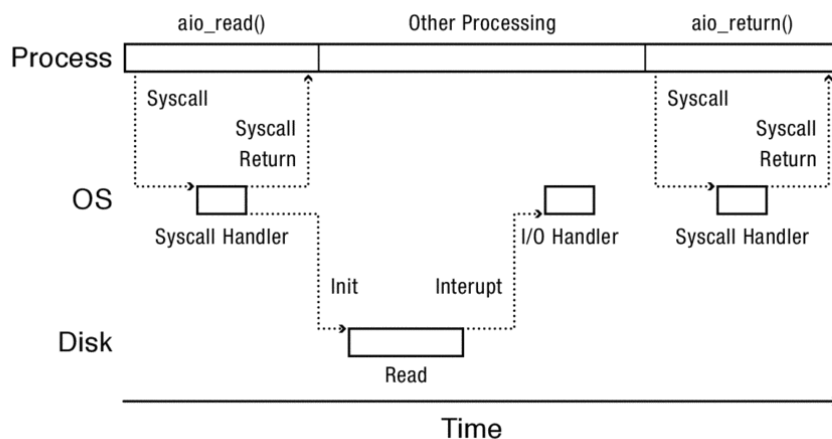 aio_read()
Other Processing
aio_return()
Process
Syscall
Syscall
Return
Syscall
Syscall
Return
OS
Syscall Handler
I/O Handler
Syscall Handler
Init
Interupt
Disk
Read
Time